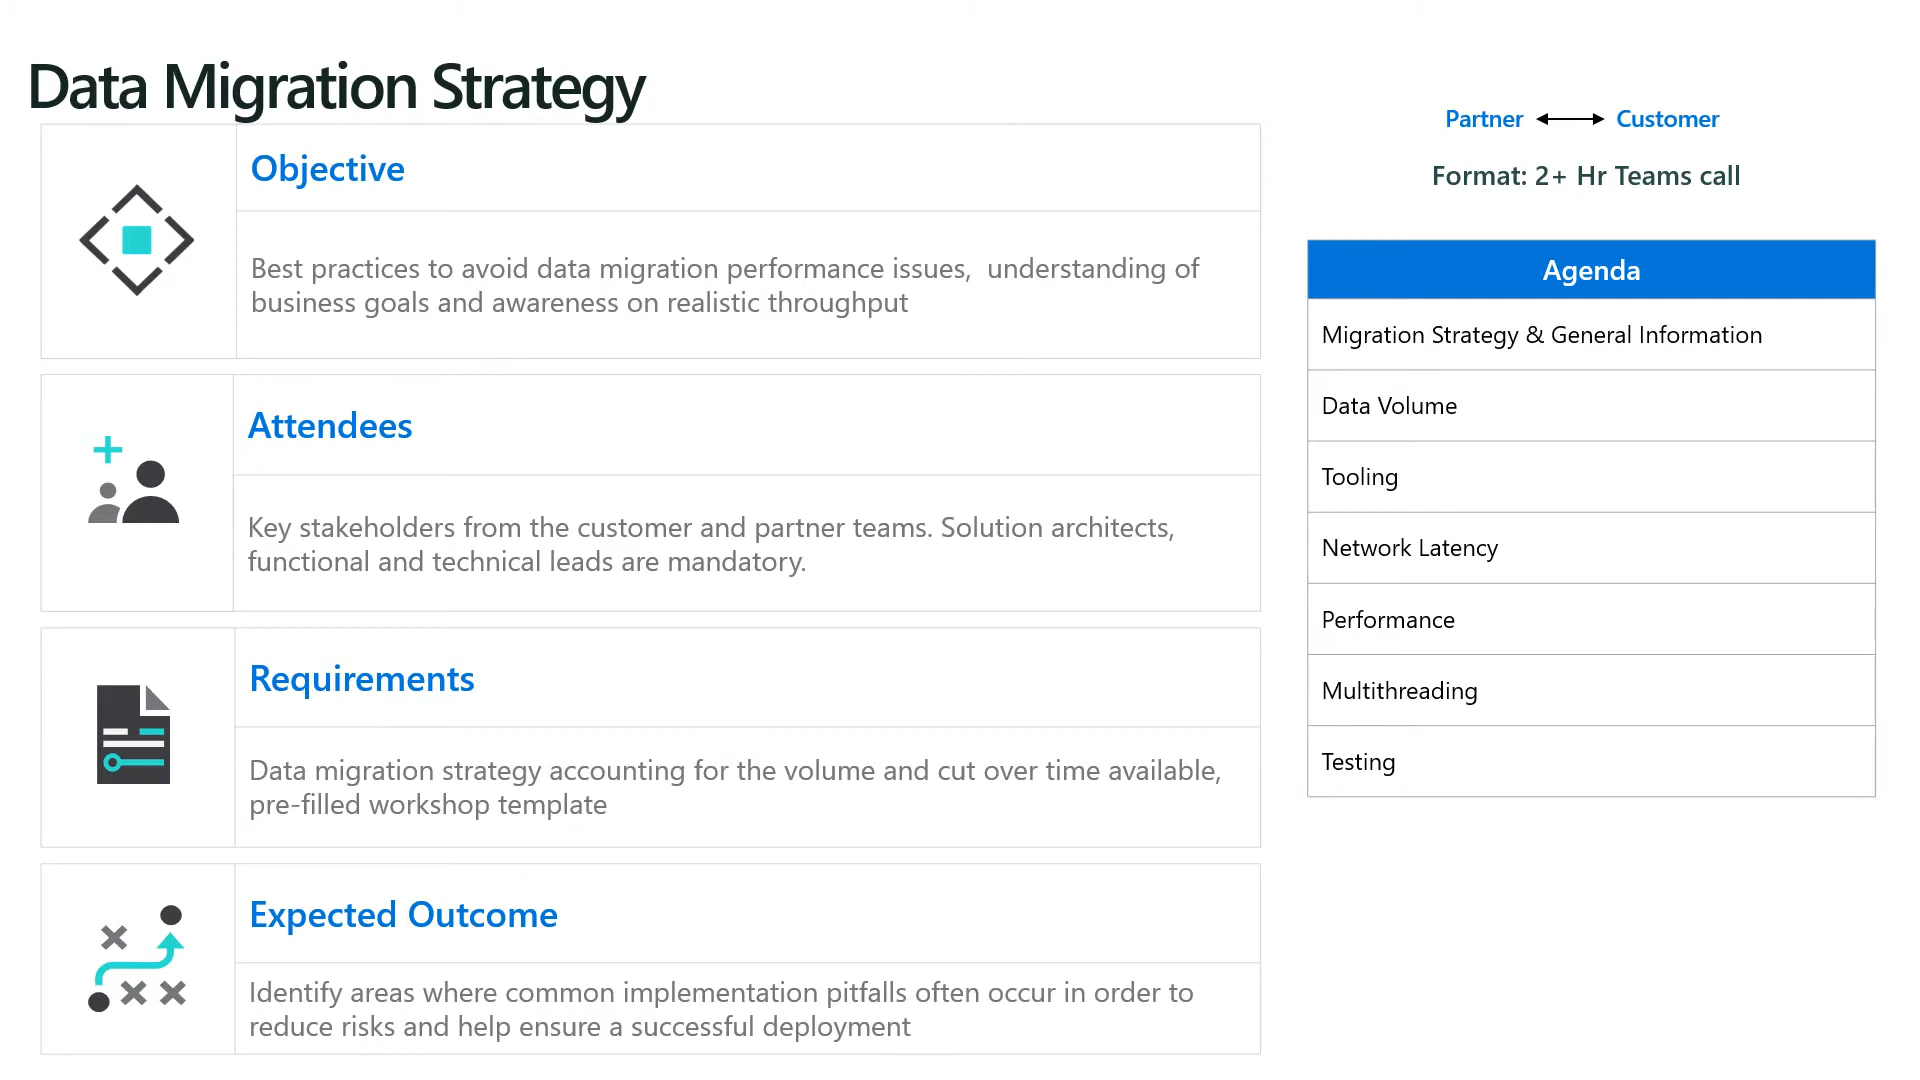 Data Migration Strategy
Objective
Best practices to avoid data migration performance issues,  understanding of
business goals and awareness on realistic throughput
Attendees
Key stakeholders from the customer and partner teams. Solution architects,
functional and technical leads are mandatory.
Requirements
Data migration strategy accounting for the volume and cut over time available,
pre-filled workshop template
Expected Outcome
Identify areas where common implementation pitfalls often occur in order to
reduce risks and help ensure a successful deployment
Partner Customer
Format: 2+ Hr Teams call
Agenda
Migration Strategy & General Information
Data Volume
Tooling
Network Latency
Performance
Multithreading
Testing